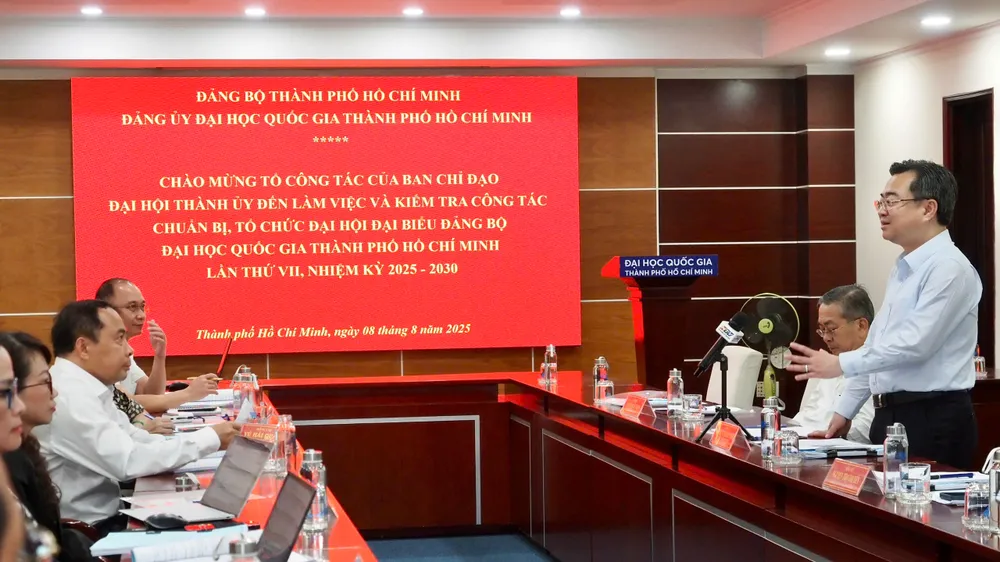 ĐẢNG BỘ THÀNH PHỐ HỒ CHÍ MINH
ĐẢNG ỦY ĐẠI HỌC QUỐC GIA THÀNH PHỐ HỒ CHÍ MINH
*****
CHÀO MỪNG TỔ CÔNG TÁC CỦA BAN CHỈ ĐẠO
ĐẠI HỘI THÀNH ỦY ĐẾN LÀM VIỆC VÀ KIỂM TRA CÔNG TÁC
CHUẨN BỊ, TỔ CHỨC ĐẠI HỘI ĐẠI BIỂU ĐẢNG BỘ
ĐẠI HỌC QUỐC GIA THÀNH PHỐ HỒ CHÍ MINH
LẦN THỨ VII, NHIỆM KỲ 2025 - 2030
Thành phố Hồ Chí Minh, ngày 08 tháng 8 năm 2025
ĐẠI HỌC QUỐC GIA
THÀNH PHỐ HỒ CHÍ MINH